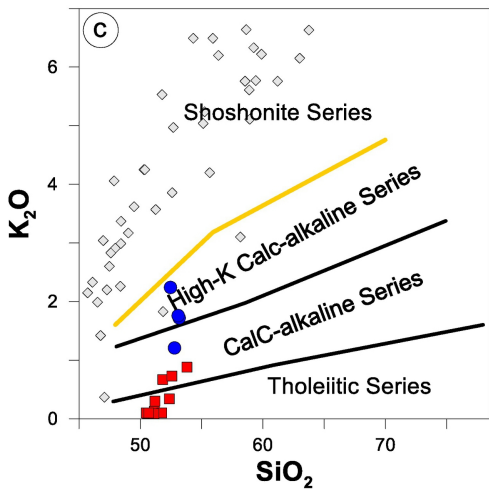 C
6
4
2
0
K₂O
Shoshonite Series
High-K Calc-alkaline Series
CalC-alkaline Series
Tholeiitic Series
50
60
70
SiO₂